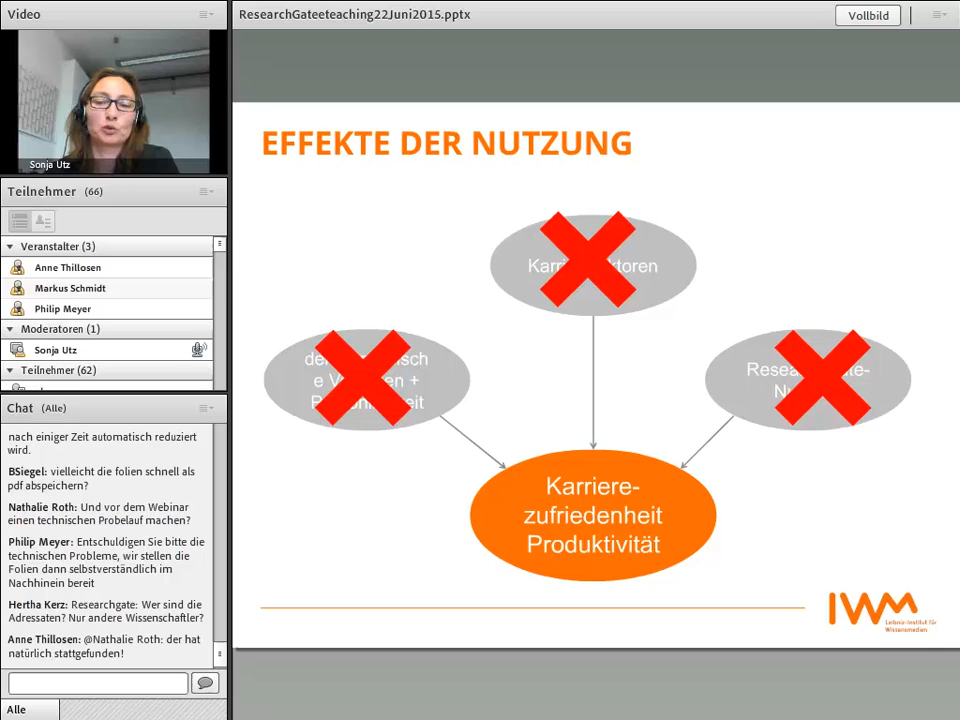 Video
Sonja Utz
Teilnehmer (66)
Veranstalter (3)
Anne Thillosen
Markus Schmidt
Philip Meyer
Moderatoren (1)
Sonja Utz
Teilnehmer (62)
Chat (Alle)
nach einiger Zeit automatisch reduziert
wird.
BSiegel: vielleicht die folien schnell als
pdf abspeichern?
Nathalie Roth: Und vor dem Webinar
einen technischen Probelauf machen?
Philip Meyer: Entschuldigen Sie bitte die
technischen Probleme, wir stellen die
Folien dann selbstverständlich im
Nachhinein bereit
Hertha Kerz: Researchgate: Wer sind die
Adressaten? Nur andere Wissenschaftler?
Anne Thillosen: @Nathalie Roth: der hat
natürlich stattgefunden!
Alle
ResearchGateeteaching22Juni2015.pptx
Vollbild
EFFEKTE DER NUTZUNG
Karriere-
zufriedenheit
Produktivität
IWM
Leibniz-Institut für
Wissensmedien